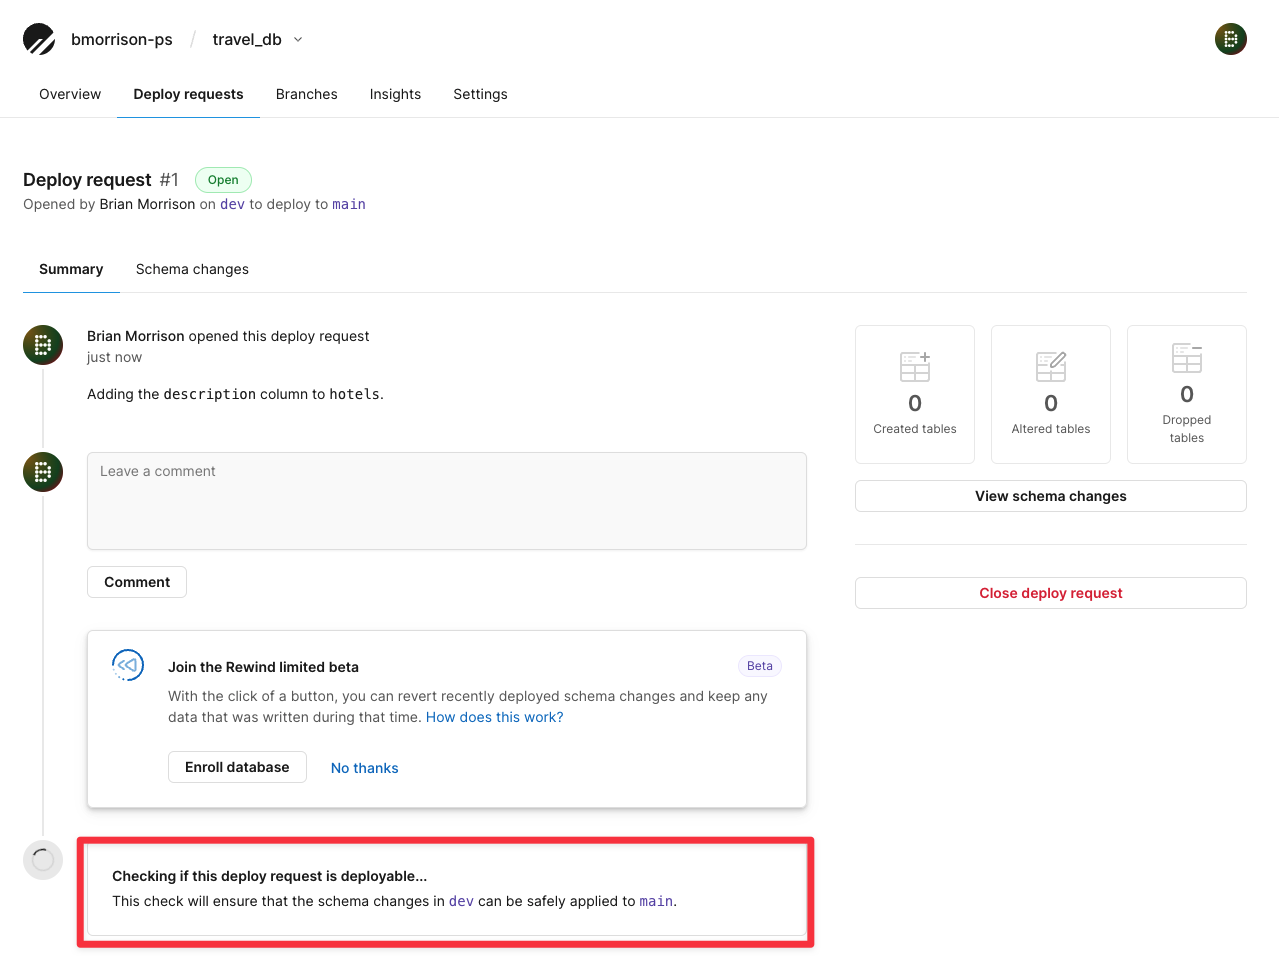 bmorrison-ps / travel_db
Overview Deploy requests Branches Insights Settings
Deploy request #1 Open
Opened by Brian Morrison on dev to deploy to main
Summary Schema changes
Brian Morrison opened this deploy request
just now
Adding the description column to hotels.
Leave a comment
Comment
Join the Rewind limited beta Beta
With the click of a button, you can revert recently deployed schema changes and keep any
data that was written during that time. How does this work?
Enroll database No thanks
Checking if this deploy request is deployable...
This check will ensure that the schema changes in dev can be safely applied to main.
0
Created tables
0
Altered tables
0
Dropped
tables
View schema changes
Close deploy request